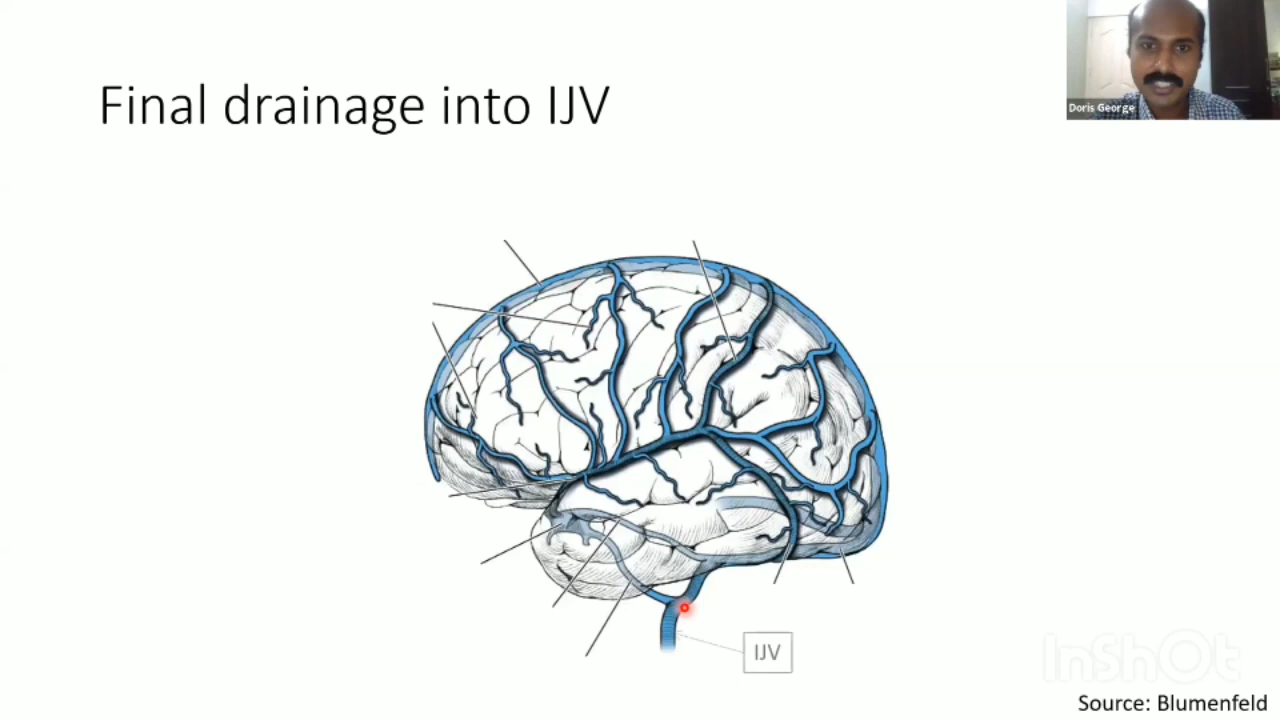 Final drainage into IJV
Doris George
IJV
InShOt
Source: Blumenfeld